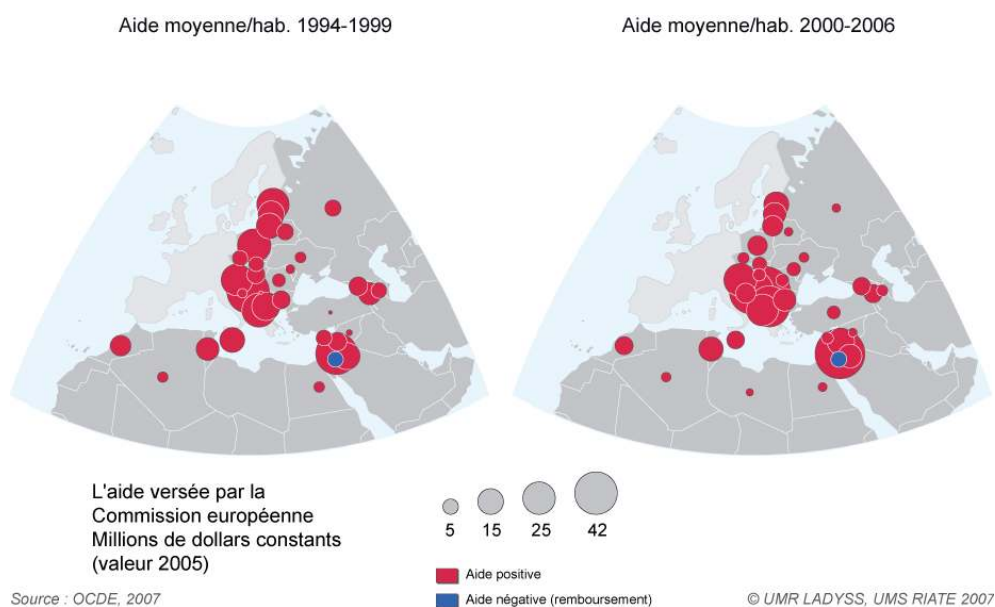 Aide moyenne/hab. 1994-1999
Aide moyenne/hab. 2000-2006
L'aide versée par la
Commission européenne
Millions de dollars constants
(valeur 2005)
5 15 25 42
Aide positive
Aide négative (remboursement)
Source : OCDE, 2007
© UMR LADYSS, UMS RIATE 2007